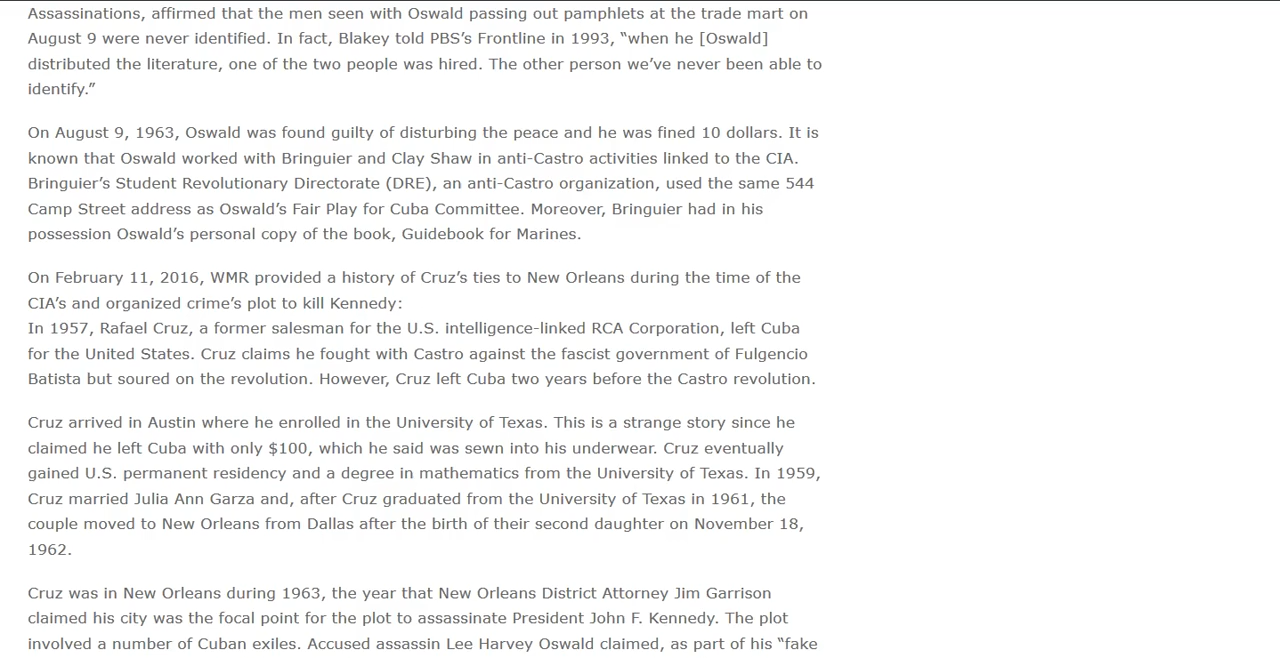 Assassinations, affirmed that the men seen with Oswald passing out pamphlets at the trade mart on
August 9 were never identified. In fact, Blakey told PBS’s Frontline in 1993, “when he [Oswald]
distributed the literature, one of the two people was hired. The other person we’ve never been able to
identify.”
On August 9, 1963, Oswald was found guilty of disturbing the peace and he was fined 10 dollars. It is
known that Oswald worked with Bringuier and Clay Shaw in anti-Castro activities linked to the CIA.
Bringuier’s Student Revolutionary Directorate (DRE), an anti-Castro organization, used the same 544
Camp Street address as Oswald’s Fair Play for Cuba Committee. Moreover, Bringuier had in his
possession Oswald’s personal copy of the book, Guidebook for Marines.
On February 11, 2016, WMR provided a history of Cruz’s ties to New Orleans during the time of the
CIA’s and organized crime’s plot to kill Kennedy:
In 1957, Rafael Cruz, a former salesman for the U.S. intelligence-linked RCA Corporation, left Cuba
for the United States. Cruz claims he fought with Castro against the fascist government of Fulgencio
Batista but soured on the revolution. However, Cruz left Cuba two years before the Castro revolution.
Cruz arrived in Austin where he enrolled in the University of Texas. This is a strange story since he
claimed he left Cuba with only $100, which he said was sewn into his underwear. Cruz eventually
gained U.S. permanent residency and a degree in mathematics from the University of Texas. In 1959,
Cruz married Julia Ann Garza and, after Cruz graduated from the University of Texas in 1961, the
couple moved to New Orleans from Dallas after the birth of their second daughter on November 18,
1962.
Cruz was in New Orleans during 1963, the year that New Orleans District Attorney Jim Garrison
claimed his city was the focal point for the plot to assassinate President John F. Kennedy. The plot
involved a number of Cuban exiles. Accused assassin Lee Harvey Oswald claimed, as part of his “fake